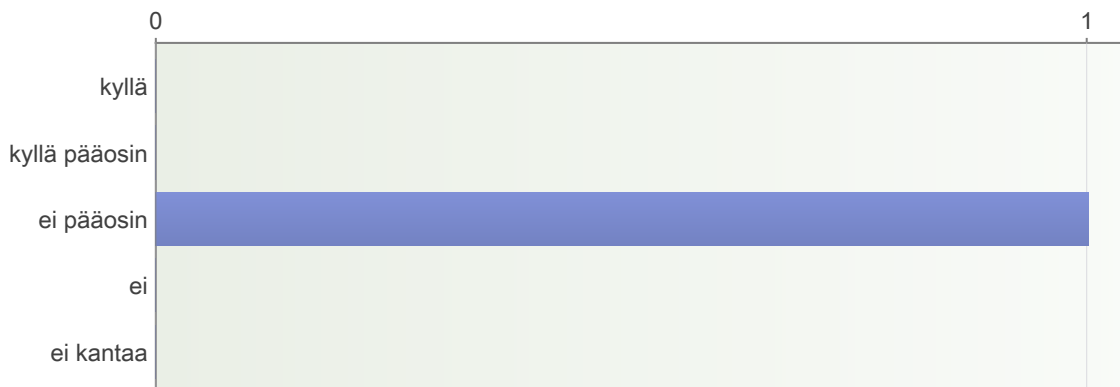 0 1
kyllä
kyllä pääosin
ei pääosin
ei
ei kantaa